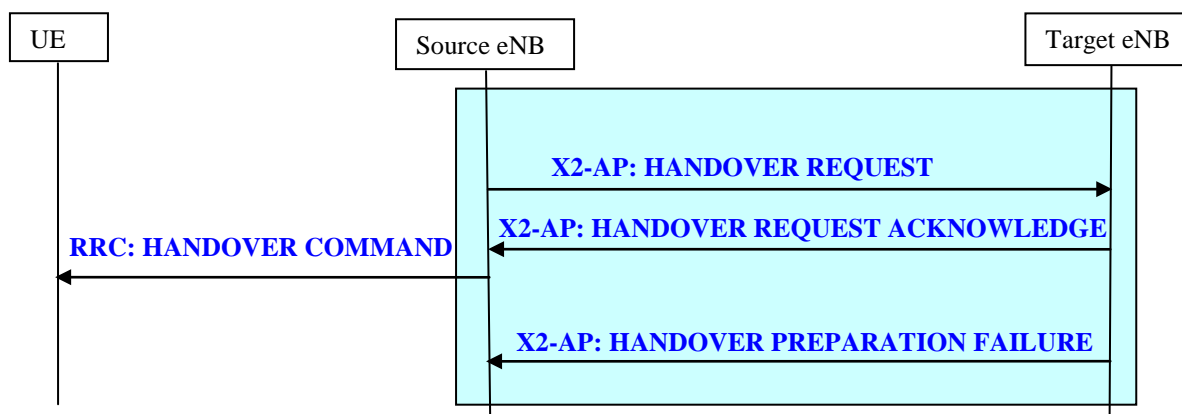 UE
Source eNB
Target eNB
X2-AP: HANDOVER REQUEST
X2-AP: HANDOVER REQUEST ACKNOWLEDGE
RRC: HANDOVER COMMAND
X2-AP: HANDOVER PREPARATION FAILURE